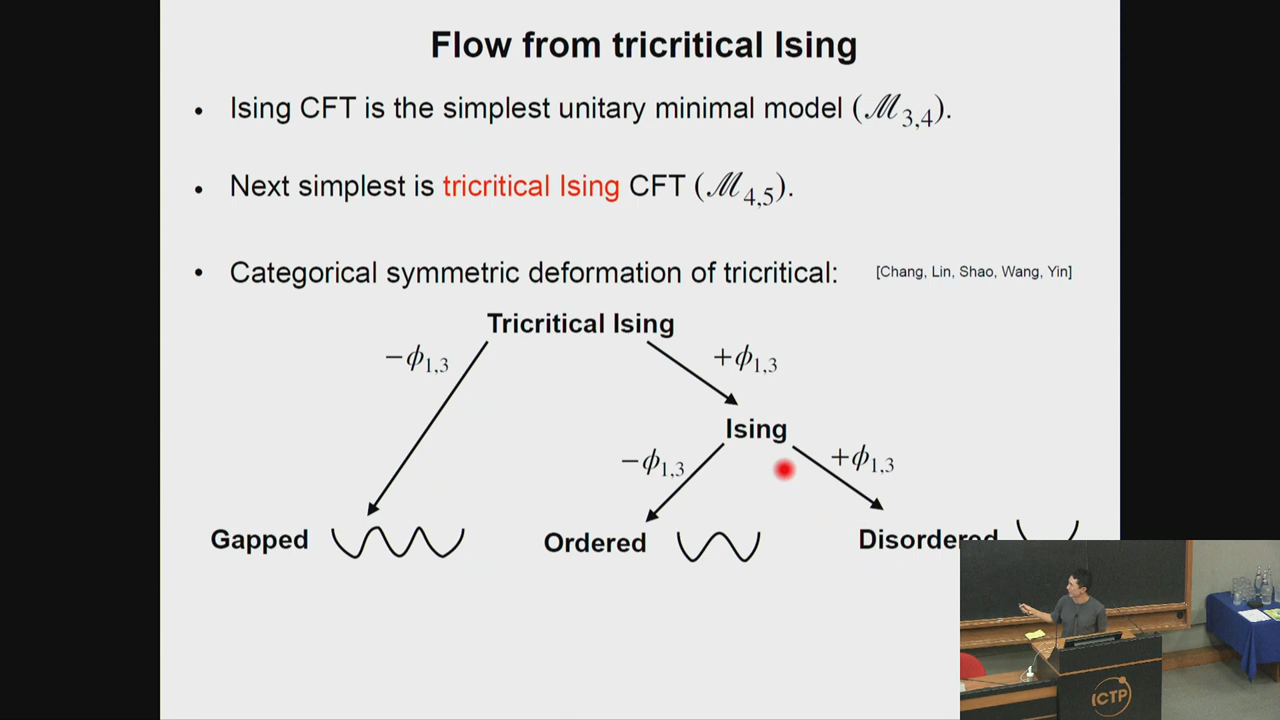 Flow from tricritical Ising
• Ising CFT is the simplest unitary minimal model (ℳ₃,₄).
• Next simplest is tricritical Ising CFT (ℳ₄,₅).
• Categorical symmetric deformation of tricritical: [Chang, Lin, Shao, Wang, Yin]
Tricritical Ising
−ϕ₁,₃ +ϕ₁,₃
Ising
−ϕ₁,₃ +ϕ₁,₃
Gapped Ordered Disordered
ICTP